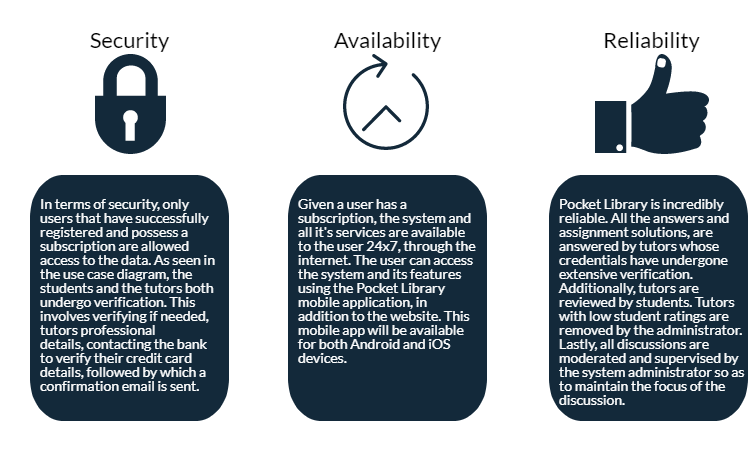 Security
Availability
Reliability
In terms of security, only
users that have successfully
registered and possess a
subscription are allowed
access to the data. As seen in
the use case diagram, the
students and the tutors both
undergo verification. This
involves verifying if needed,
tutors professional
details, contacting the bank
to verify their credit card
details, followed by which a
confirmation email is sent.
Given a user has a
subscription, the system and
all it's services are available
to the user 24x7, through the
internet. The user can access
the system and its features
using the Pocket Library
mobile application, in
addition to the website. This
mobile app will be available
for both Android and iOS
devices.
Pocket Library is incredibly
reliable. All the answers and
assignment solutions, are
answered by tutors whose
credentials have undergone
extensive verification.
Additionally, tutors are
reviewed by students. Tutors
with low student ratings are
removed by the administrator.
Lastly, all discussions are
moderated and supervised by
the system administrator so as
to maintain the focus of the
discussion.